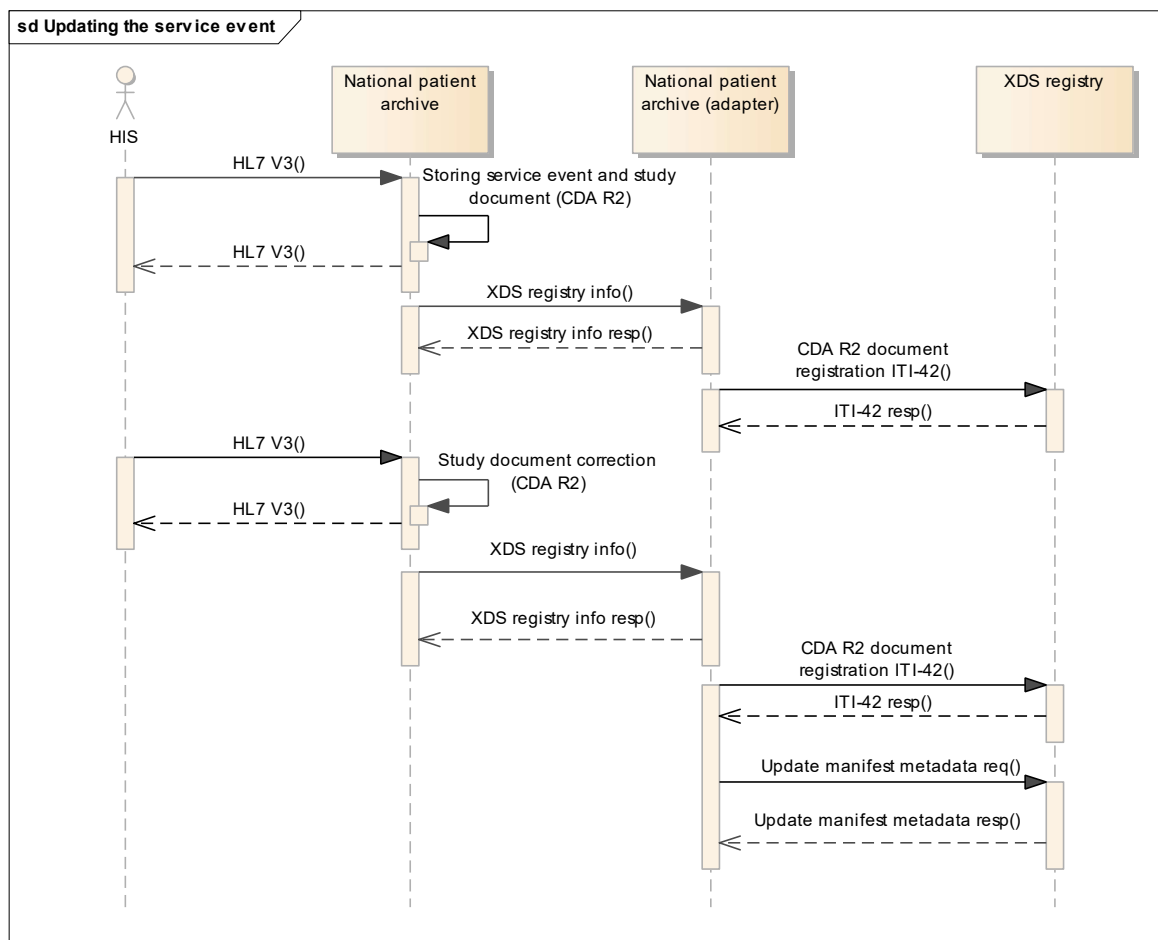 sd Updating the service event
National patient
archive
National patient
archive (adapter)
XDS registry
HIS
HL7 V3()
Storing service event and study
document (CDA R2)
HL7 V3()
XDS registry info()
XDS registry info resp()
CDA R2 document
registration ITI-42()
ITI-42 resp()
HL7 V3()
Study document correction
(CDA R2)
HL7 V3()
XDS registry info()
XDS registry info resp()
CDA R2 document
registration ITI-42()
ITI-42 resp()
Update manifest metadata req()
Update manifest metadata resp()